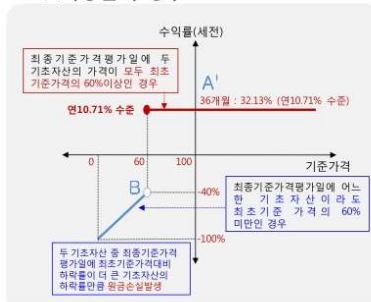 수익률(세전)
최종기준가격평가일에 두
기초자산의 가격이 모두 최초
기준가격의 60%이상인 경우
A'
36개월 : 32.13% (연10.71% 수준)
연10.71% 수준
0
60
100
기준가격
B
-40%
최종기준가격평가일에 어느
한 기초자산이라도
최초기준 가격의 60%
미만인 경우
-100%
두 기초자산 중 최종기준가격
평가일에 최초기준가격대비
하락률이 더 큰 기초자산의
하락률만큼 원금손실발생